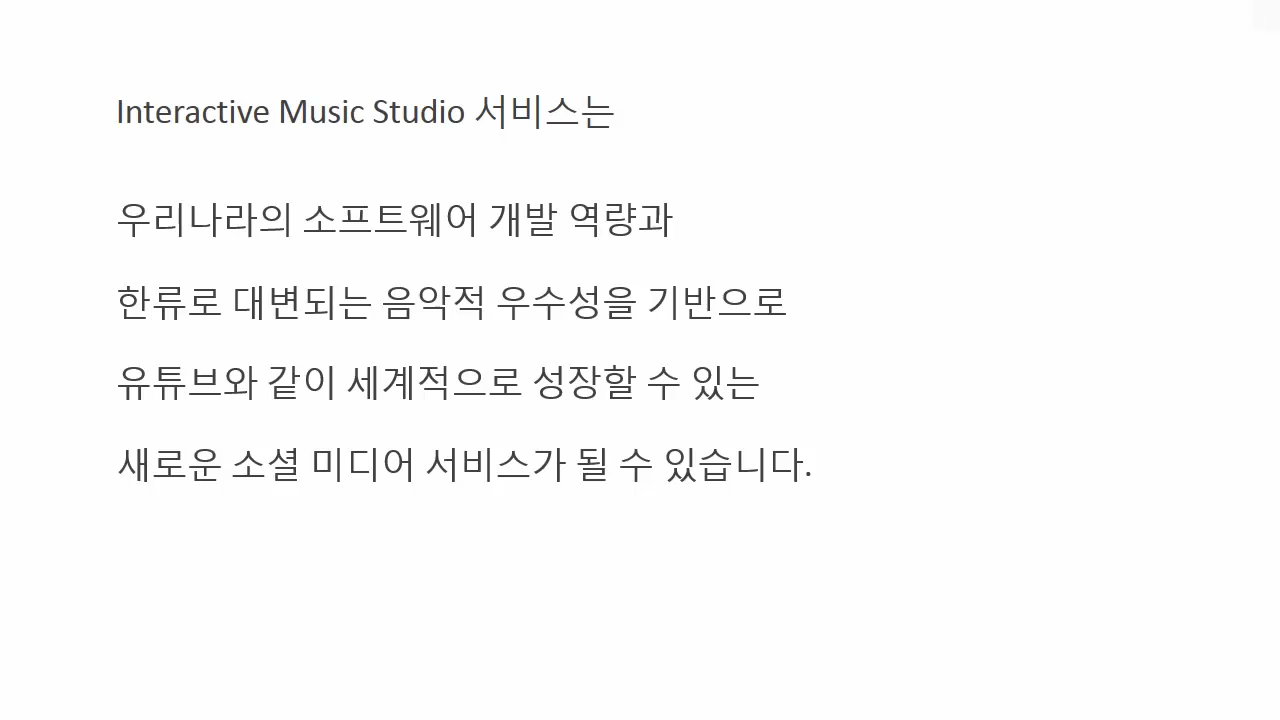 Interactive Music Studio 서비스는
우리나라의 소프트웨어 개발 역량과
한류로 대변되는 음악적 우수성을 기반으로
유튜브와 같이 세계적으로 성장할 수 있는
새로운 소셜 미디어 서비스가 될 수 있습니다.